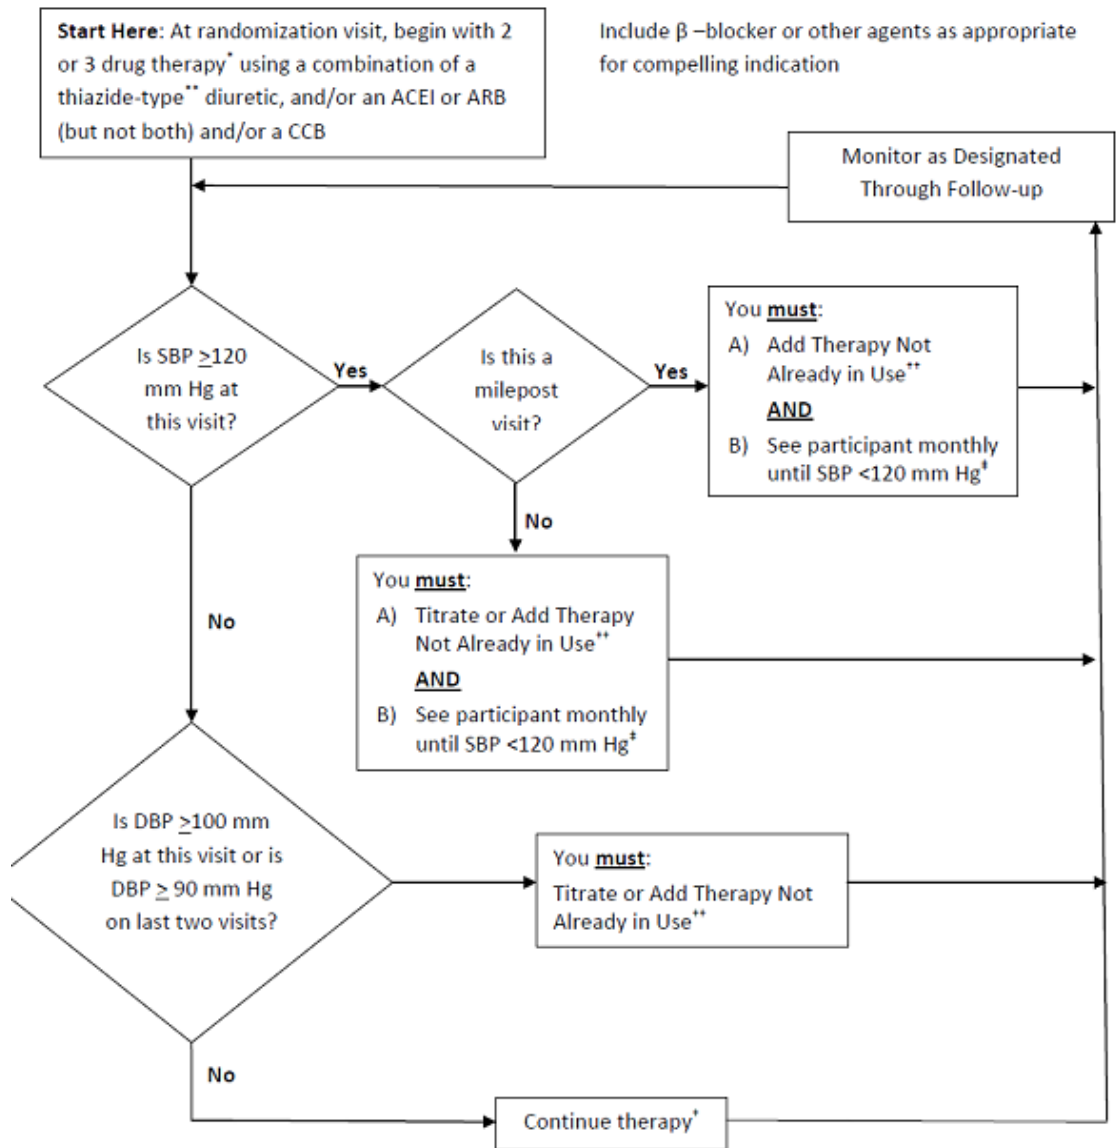 Start Here: At randomization visit, begin with 2
or 3 drug therapy* using a combination of a
thiazide-type** diuretic, and/or an ACEI or ARB
(but not both) and/or a CCB
Include β –blocker or other agents as appropriate
for compelling indication
Monitor as Designated
Through Follow-up
Is SBP ≥120
mm Hg at
this visit?
Yes
Is this a
milepost
visit?
Yes
You must:
A) Add Therapy Not
Already in Use††
AND
B) See participant monthly
until SBP <120 mm Hg‡
No
You must:
A) Titrate or Add Therapy
Not Already in Use††
AND
B) See participant monthly
until SBP <120 mm Hg‡
No
Is DBP ≥100 mm
Hg at this visit or is
DBP ≥ 90 mm Hg
on last two visits?
You must:
Titrate or Add Therapy Not
Already in Use††
No
Continue therapy†